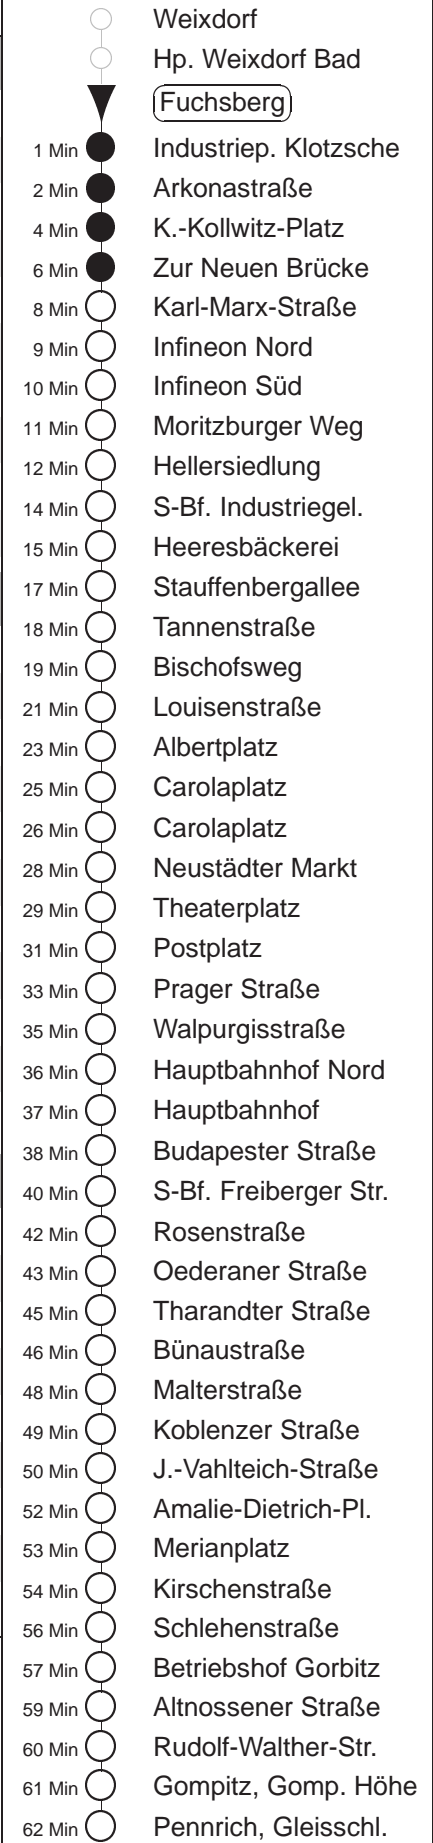 Weixdorf
Hp. Weixdorf Bad
Fuchsberg
1 Min Industriep. Klotzsche
2 Min Arkonastraße
4 Min K.-Kollwitz-Platz
6 Min Zur Neuen Brücke
8 Min Karl-Marx-Straße
9 Min Infineon Nord
10 Min Infineon Süd
11 Min Moritzburger Weg
12 Min Hellersiedlung
14 Min S-Bf. Industriegel.
15 Min Heeresbäckerei
17 Min Stauffenbergallee
18 Min Tannenstraße
19 Min Bischofsweg
21 Min Louisenstraße
23 Min Albertplatz
25 Min Carolaplatz
26 Min Carolaplatz
28 Min Neustädter Markt
29 Min Theaterplatz
31 Min Postplatz
33 Min Prager Straße
35 Min Walpurgisstraße
36 Min Hauptbahnhof Nord
37 Min Hauptbahnhof
38 Min Budapester Straße
40 Min S-Bf. Freiberger Str.
42 Min Rosenstraße
43 Min Oederaner Straße
45 Min Tharandter Straße
46 Min Bünaustraße
48 Min Malterstraße
49 Min Koblenzer Straße
50 Min J.-Vahlteich-Straße
52 Min Amalie-Dietrich-Pl.
53 Min Merianplatz
54 Min Kirschenstraße
56 Min Schlehenstraße
57 Min Betriebshof Gorbitz
59 Min Altnossener Straße
60 Min Rudolf-Walther-Str.
61 Min Gompitz, Gomp. Höhe
62 Min Pennrich, Gleisschl.